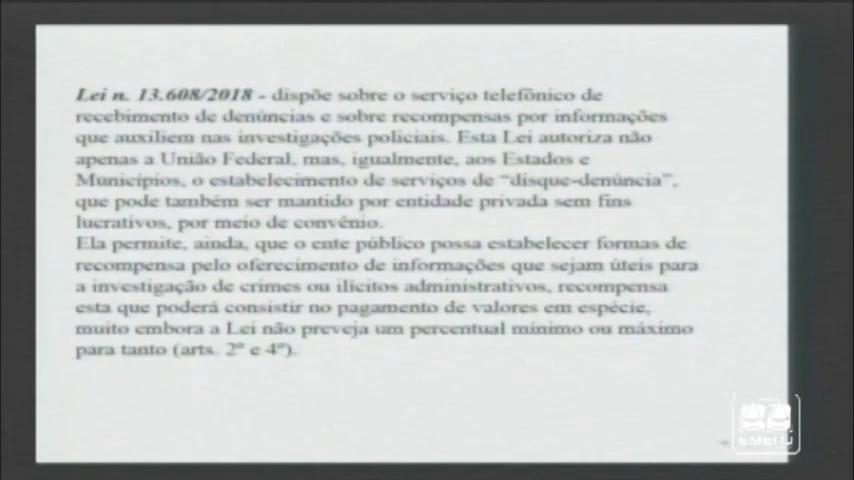 Lei n. 13.608/2018 - dispõe sobre o serviço telefônico de
recebimento de denúncias e sobre recompensas por informações
que auxiliem nas investigações policiais. Esta Lei autoriza não
apenas a União Federal, mas, igualmente, aos Estados e
Municípios, o estabelecimento de serviços de “disque-denúncia”,
que pode também ser mantido por entidade privada sem fins
lucrativos, por meio de convênio.
Ela permite, ainda, que o ente público possa estabelecer formas de
recompensa pelo oferecimento de informações que sejam úteis para
a investigação de crimes ou ilícitos administrativos, recompensa
esta que poderá consistir no pagamento de valores em espécie,
muito embora a Lei não preveja um percentual mínimo ou máximo
para tanto (arts. 2º e 4º).
EMERJ